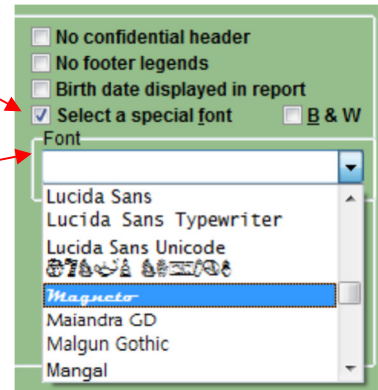 No confidential header
No footer legends
Birth date displayed in report
Select a special font B & W
Font
Lucida Sans
Lucida Sans Typewriter
Lucida Sans Unicode
Magneto
Maiandra GD
Malgun Gothic
Mangal